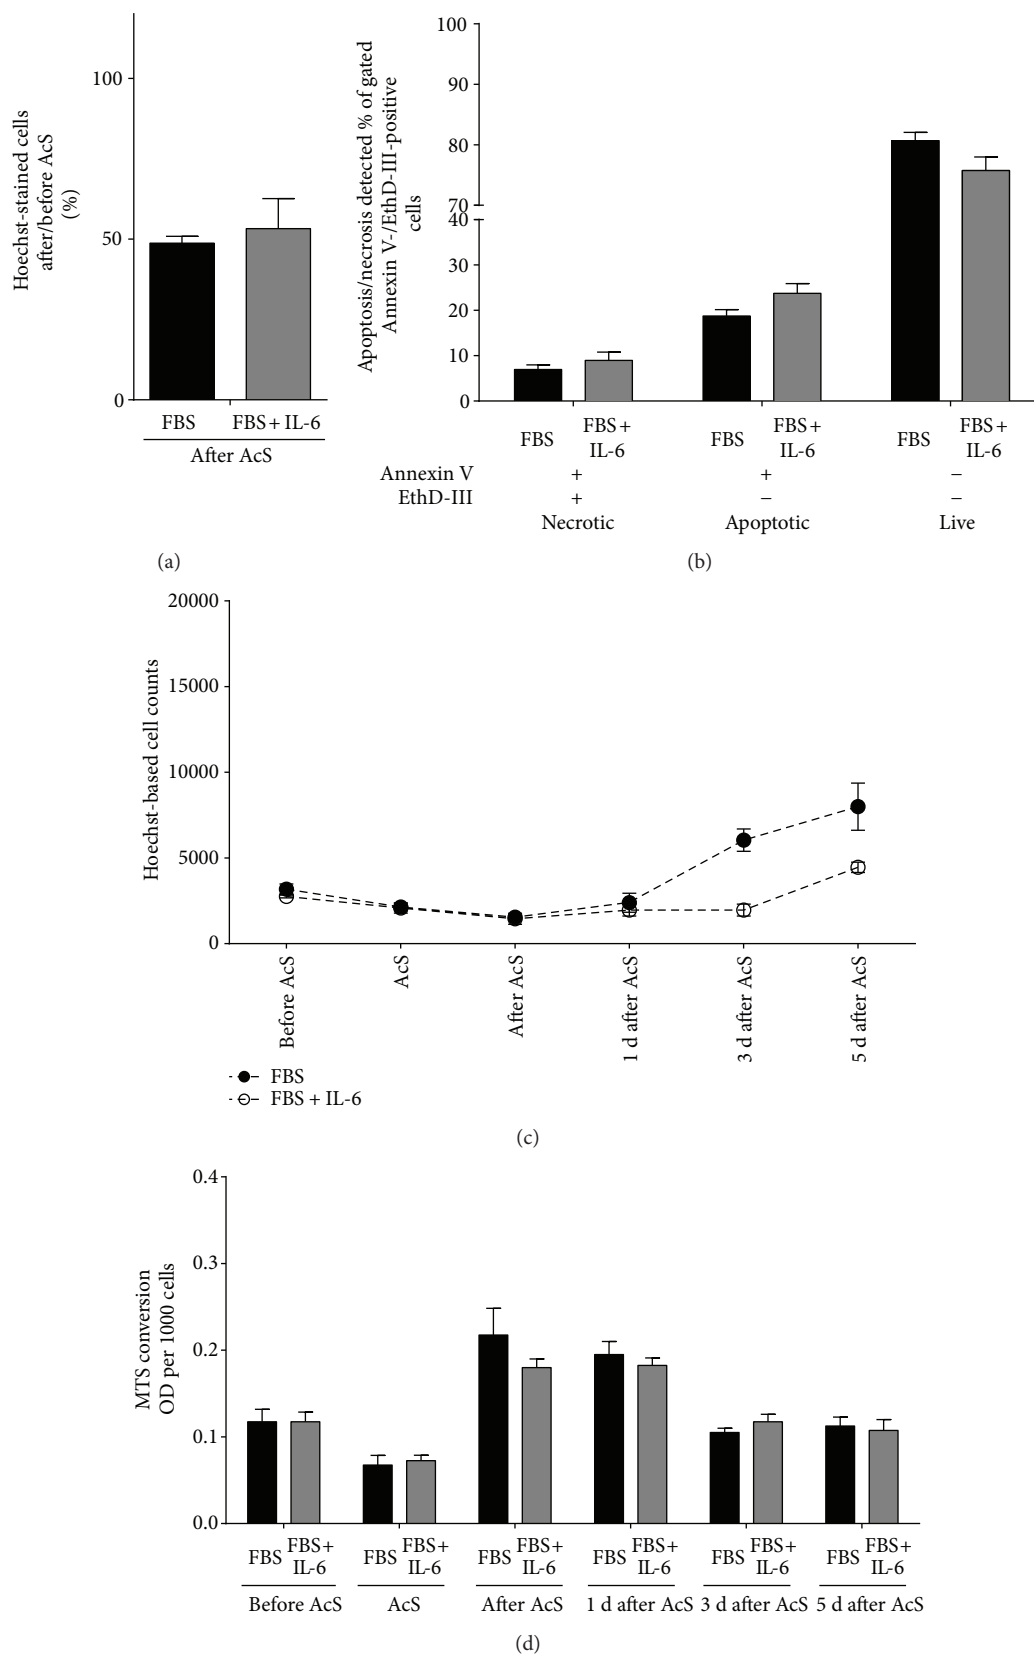 Hoechst-stained cells
after/before AcS
(%)
100
50
0
FBS
FBS + IL-6
After AcS
(a)
Apoptosis/necrosis detected % of gated
Annexin V-/EthD-III-positive
cells
100
90
80
70
40
30
20
10
0
FBS
FBS +
IL-6
FBS
FBS +
IL-6
FBS
FBS +
IL-6
Annexin V + + −
EthD-III + − −
Necrotic
Apoptotic
Live
(b)
Hoechst-based cell counts
20000
15000
10000
5000
0
Before AcS
AcS
After AcS
1 d after AcS
3 d after AcS
5 d after AcS
FBS
FBS + IL-6
(c)
MTS conversion
OD per 1000 cells
0.4
0.3
0.2
0.1
0.0
FBS
FBS +
IL-6
FBS
FBS +
IL-6
FBS
FBS +
IL-6
FBS
FBS +
IL-6
FBS
FBS +
IL-6
FBS
FBS +
IL-6
Before AcS
AcS
After AcS
1 d after AcS
3 d after AcS
5 d after AcS
(d)